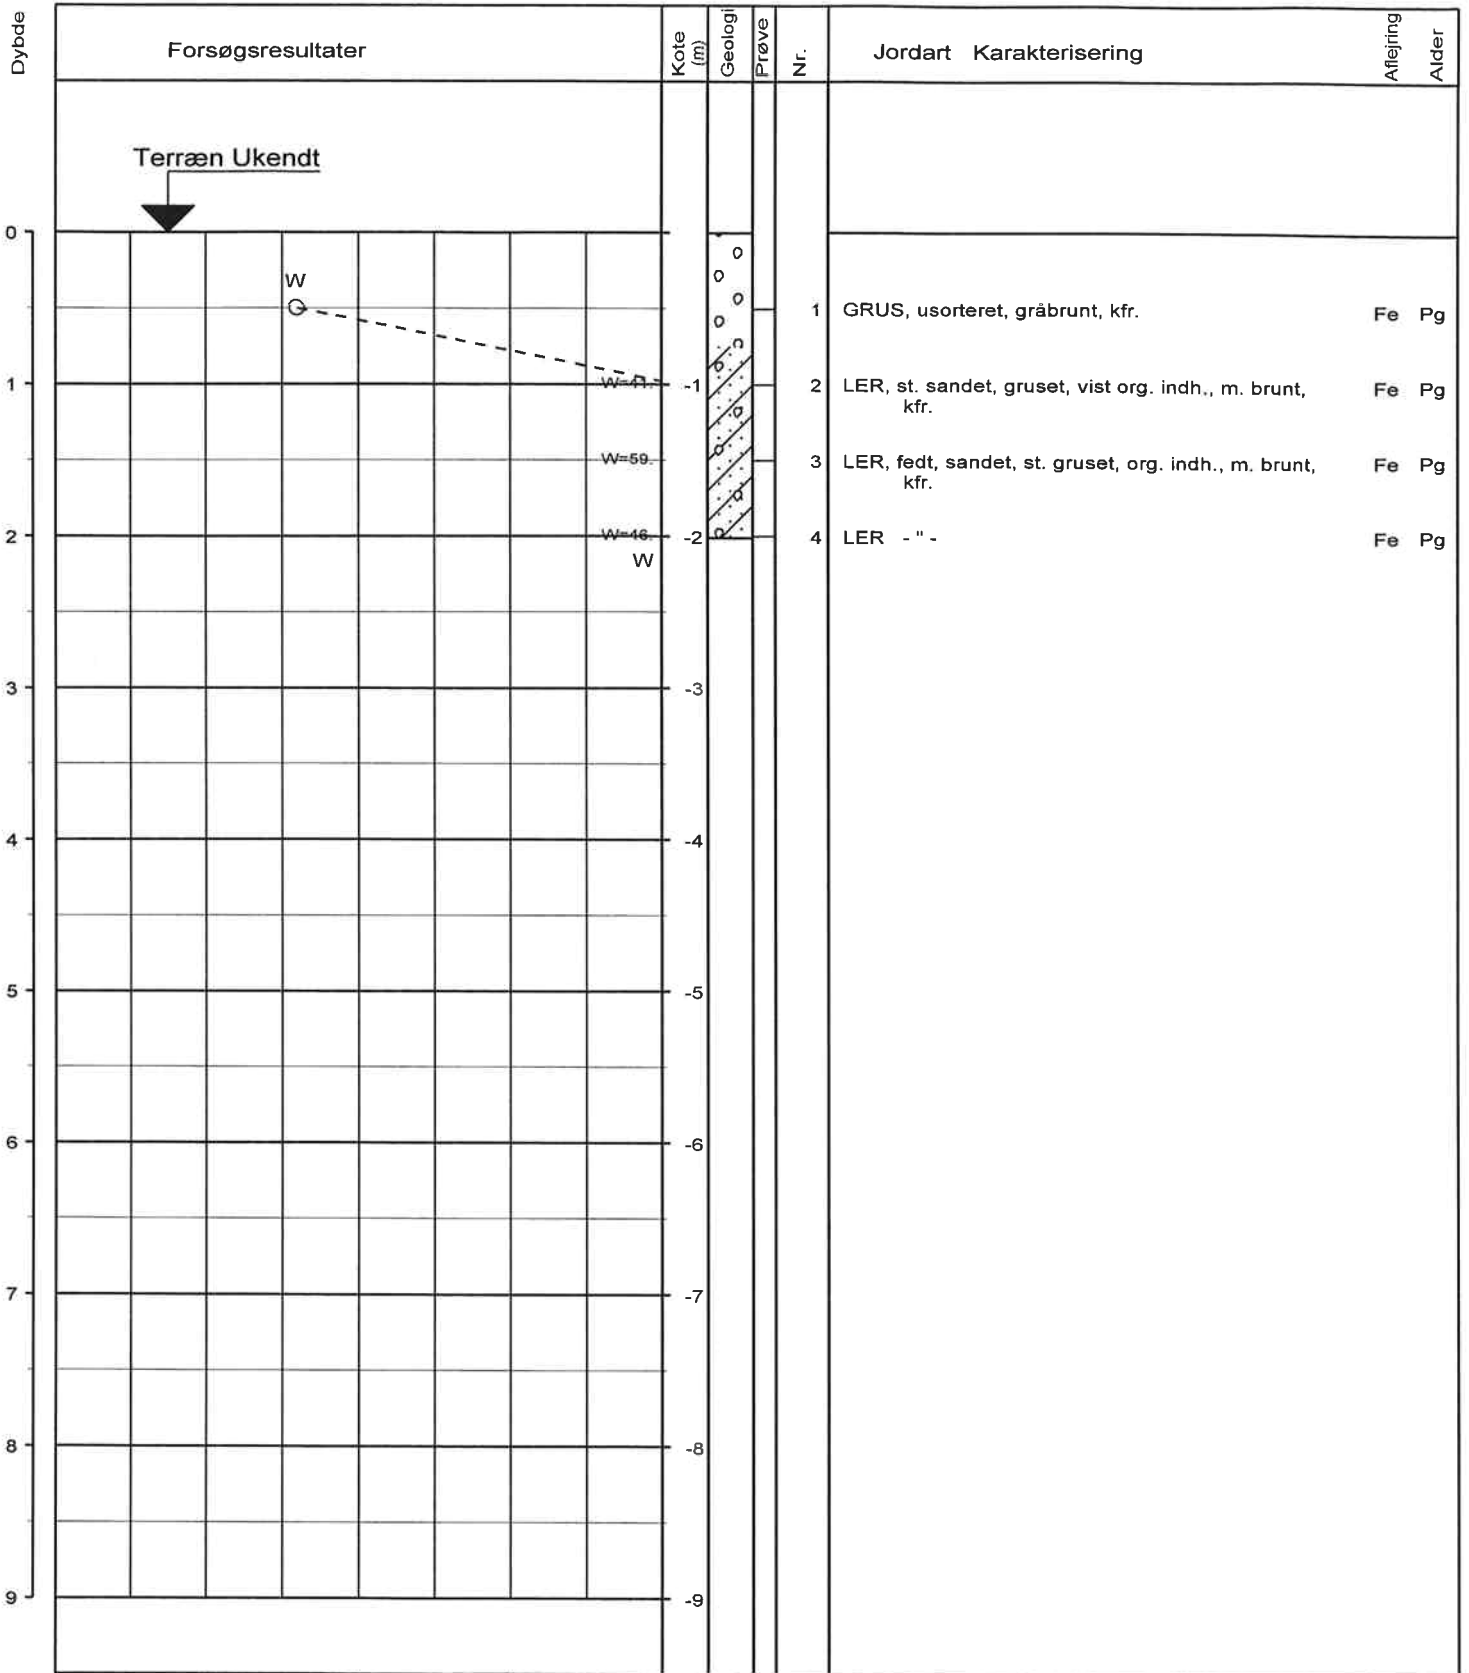 Dybde
Forsøgsresultater
Kote (m)
Geologi
Prøve
Nr.
Jordart Karakterisering
Aflejring
Alder
Terræn Ukendt
0
W
1 GRUS, usorteret, gråbrunt, kfr. Fe Pg
1 W=41. -1 2 LER, st. sandet, gruset, vist org. indh., m. brunt, Fe Pg
kfr.
W=59. 3 LER, fedt, sandet, st. gruset, org. indh., m. brunt, Fe Pg
kfr.
2 W=46. -2 4 LER - " - Fe Pg
W
3 -3
4 -4
5 -5
6 -6
7 -7
8 -8
9 -9